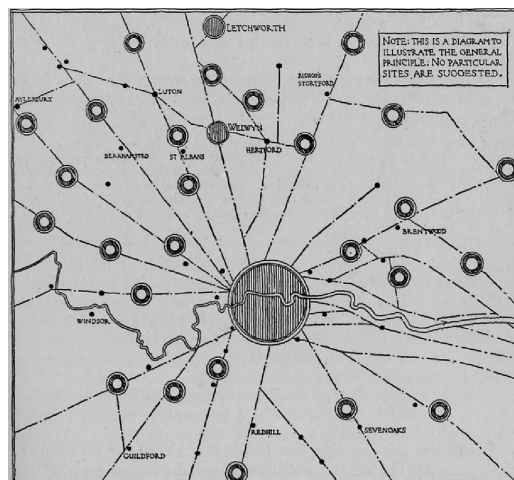 LETCHWORTH
NOTE: THIS IS A DIAGRAM TO
ILLUSTRATE THE GENERAL
PRINCIPLE: NO PARTICULAR
SITES ARE SUGGESTED.
BISHOP'S
STORTFORD
LUTON
AYLESBURY
WELWYN
HERTFORD
BERKHAMSTED
ST ALBANS
BRENTWOOD
WINDSOR
REDHILL
SEVENOAKS
GUILDFORD